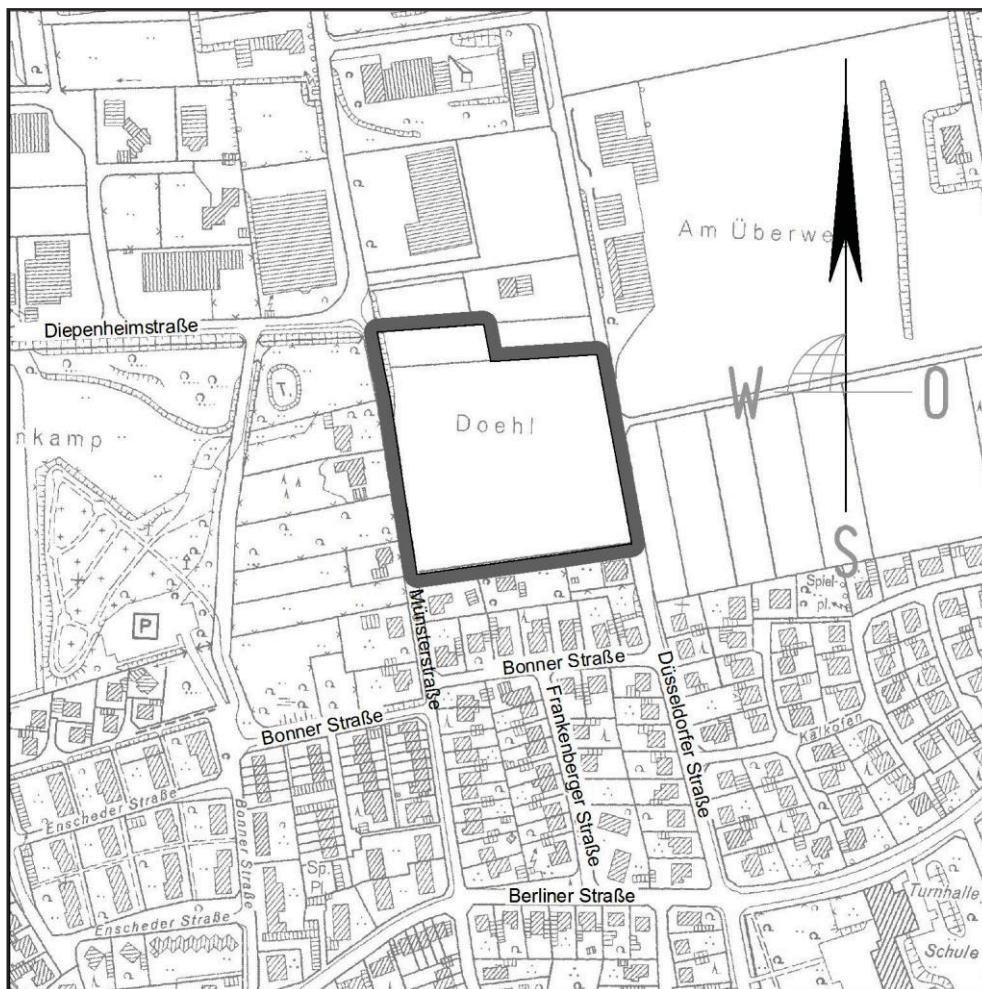 Am Überwe
Diepenheimstraße
W
O
T.
Doehl
nkamp
S
Spiel-
pl.
P
Münsterstraße
Bonner Straße
Düsseldorfer Straße
Frankenberger Straße
Bonner Straße
Kalkofen
Enscheder Straße
Bonner Straße
Sp.
Pl.
Berliner Straße
Turnhalle
Enscheder Straße
Schule